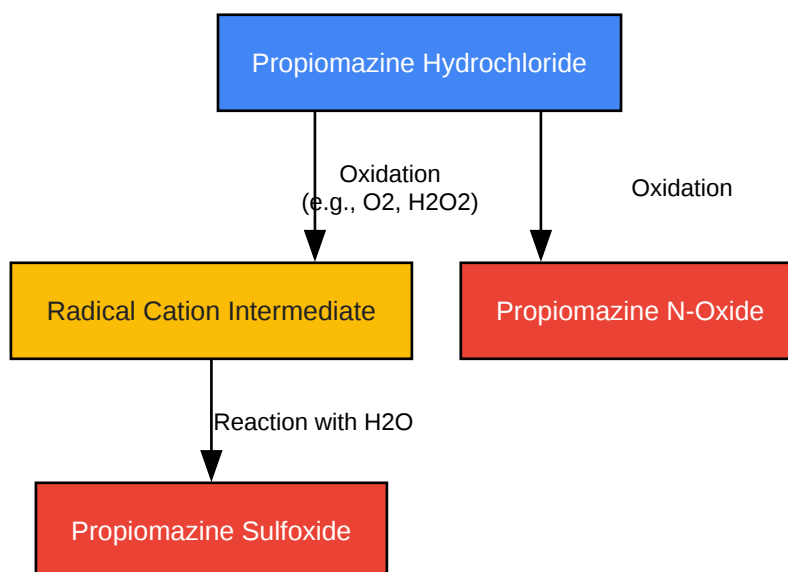 Propiomazine Hydrochloride
Oxidation
(e.g., O2, H2O2)
Oxidation
Radical Cation Intermediate
Propiomazine N-Oxide
Reaction with H2O
Propiomazine Sulfoxide